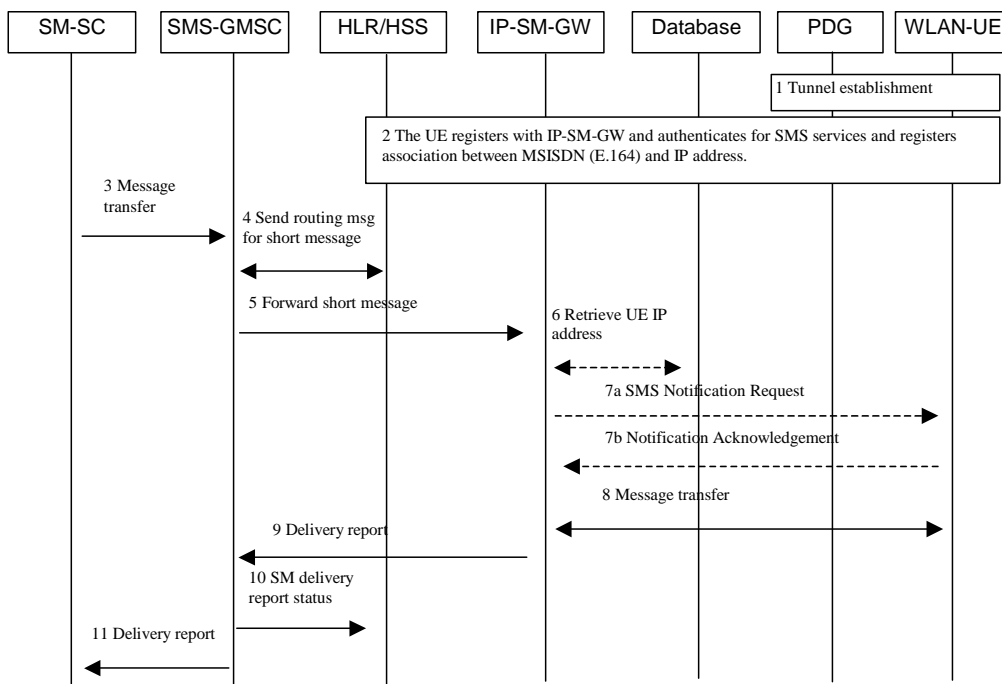 SM-SC
SMS-GMSC
HLR/HSS
IP-SM-GW
Database
PDG
WLAN-UE
1 Tunnel establishment
2 The UE registers with IP-SM-GW and authenticates for SMS services and registers
association between MSISDN (E.164) and IP address.
3 Message
transfer
4 Send routing msg
for short message
5 Forward short message
6 Retrieve UE IP
address
7a SMS Notification Request
7b Notification Acknowledgement
8 Message transfer
9 Delivery report
10 SM delivery
report status
11 Delivery report